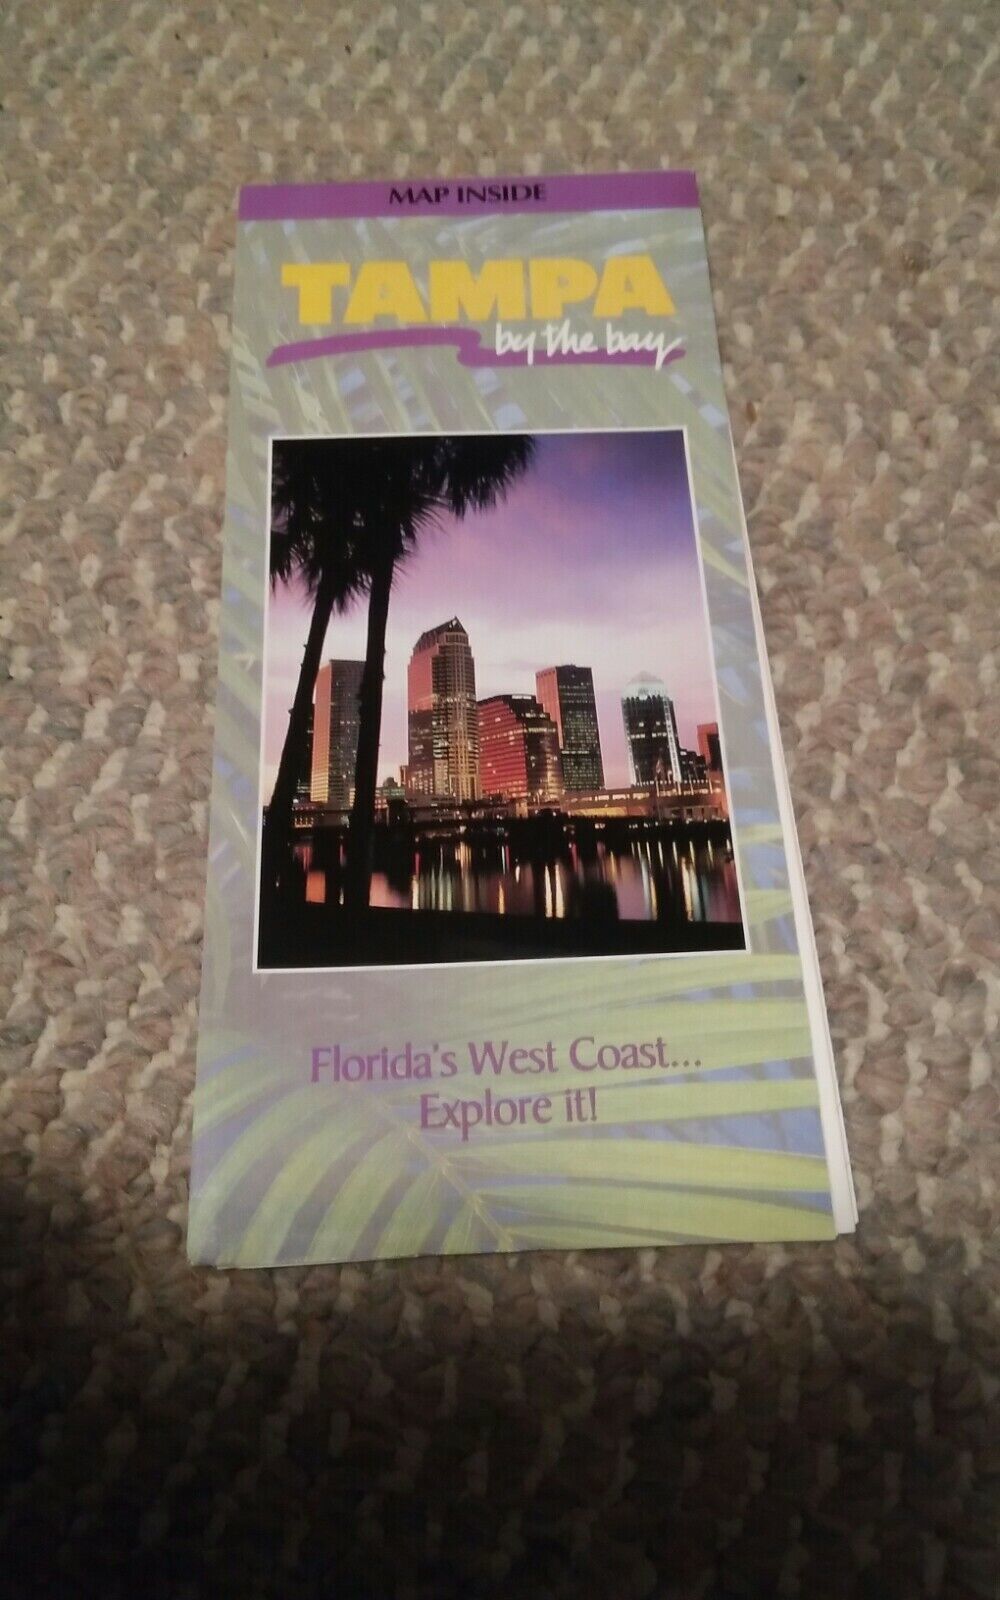 MAP INSIDE
TAMPA
by the bay
Florida's West Coast...
Explore it!